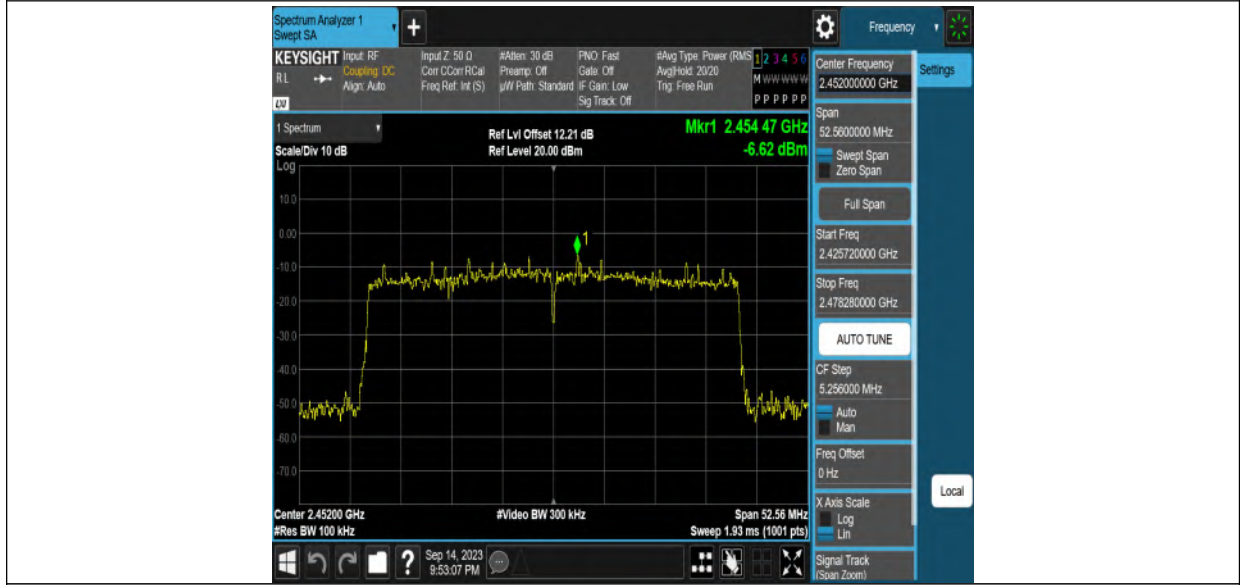 Spectrum Analyzer 1
Swept SA
+
Frequency
KEYSIGHT
R L
LXI
Input: RF
Coupling: DC
Align: Auto
Input Z: 50 Ω
Corr CCorr RCal
Freq Ref: Int (S)
#Atten: 30 dB
Preamp: Off
µW Path: Standard
PNO: Fast
Gate: Off
IF Gain: Low
Sig Track: Off
#Avg Type: Power (RMS
Avg|Hold: 20/20
Trig: Free Run
1 2 3 4 5 6
M W W W W W
P P P P P P
Center Frequency
2.452000000 GHz
Settings
1 Spectrum
Scale/Div 10 dB
Ref Lvl Offset 12.21 dB
Ref Level 20.00 dBm
Mkr1 2.454 47 GHz
-6.62 dBm
Log
10.0
0.00
-10.0
-20.0
-30.0
-40.0
-50.0
-60.0
-70.0
1
Center 2.45200 GHz
#Res BW 100 kHz
#Video BW 300 kHz
Span 52.56 MHz
Sweep 1.93 ms (1001 pts)
Span
52.5600000 MHz
Swept Span
Zero Span
Full Span
Start Freq
2.425720000 GHz
Stop Freq
2.478280000 GHz
AUTO TUNE
CF Step
5.256000 MHz
Auto
Man
Freq Offset
0 Hz
X Axis Scale
Log
Lin
Signal Track
(Span Zoom)
Local
?
Sep 14, 2023
9:53:07 PM